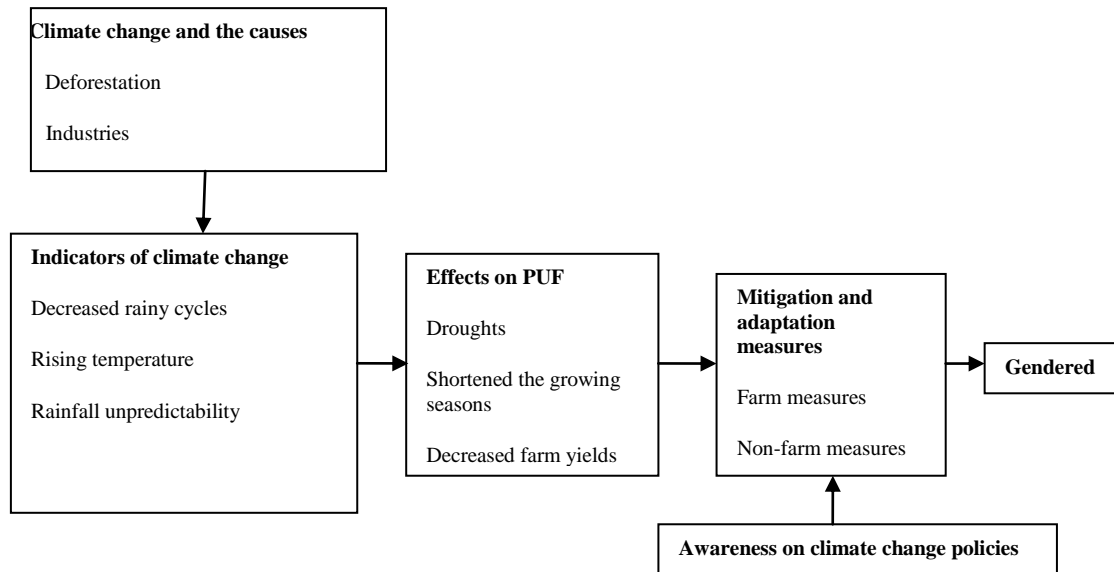 Climate change and the causes
Deforestation
Industries
Indicators of climate change
Decreased rainy cycles
Rising temperature
Rainfall unpredictability
Effects on PUF
Droughts
Shortened the growing
seasons
Decreased farm yields
Mitigation and
adaptation
measures
Farm measures
Non-farm measures
Gendered
Awareness on climate change policies